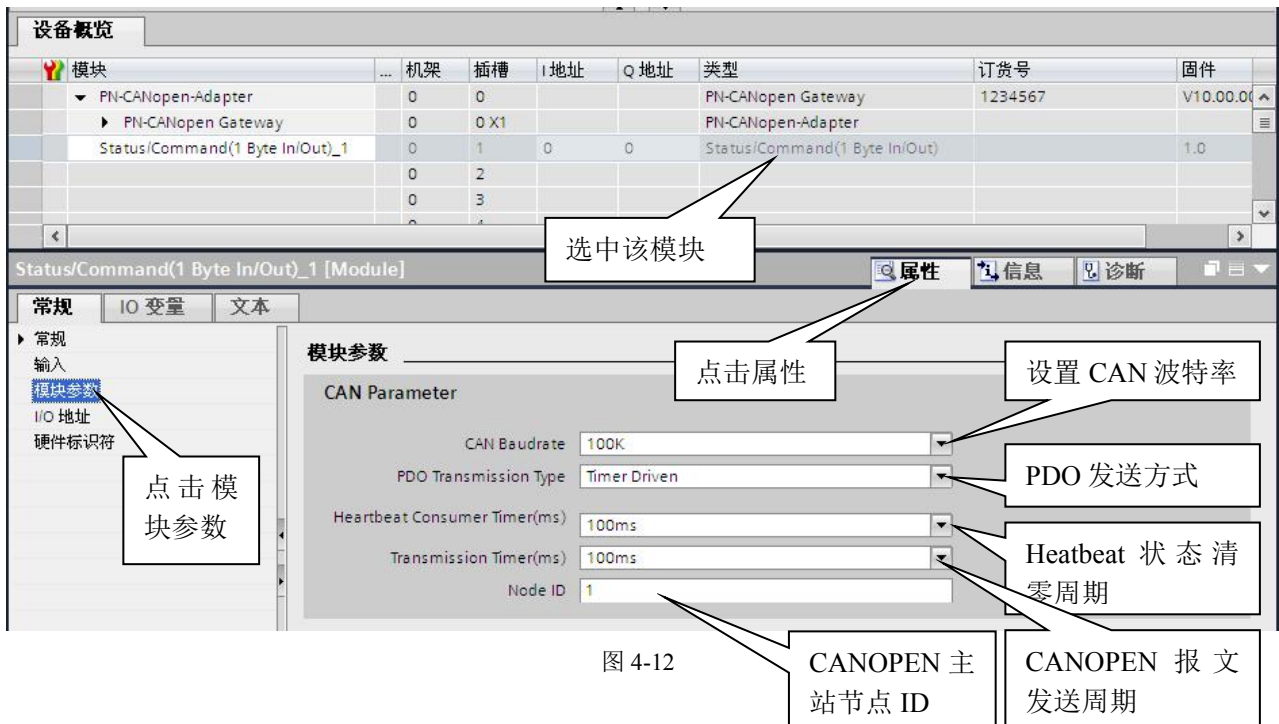 设备概览
模块 ... 机架 插槽 I地址 Q地址 类型 订货号 固件
PN-CANopen-Adapter 0 0 PN-CANopen Gateway 1234567 V10.00.0
PN-CANopen Gateway 0 0 X1 PN-CANopen-Adapter
Status/Command(1 Byte In/Out)_1 0 1 0 0 Status/Command(1 Byte In/Out) 1.0
0 2
0 3
选中该模块
Status/Command(1 Byte In/Out)_1 [Module]
属性 信息 诊断
常规 IO 变量 文本
常规
输入
模块参数
I/O 地址
硬件标识符
点击模
块参数
模块参数
点击属性
CAN Parameter
CAN Baudrate 100K
PDO Transmission Type Timer Driven
Heartbeat Consumer Timer(ms) 100ms
Transmission Timer(ms) 100ms
Node ID 1
设置 CAN 波特率
PDO 发送方式
Heatbeat 状态清
零周期
图 4-12
CANOPEN 主
站节点 ID
CANOPEN 报文
发送周期